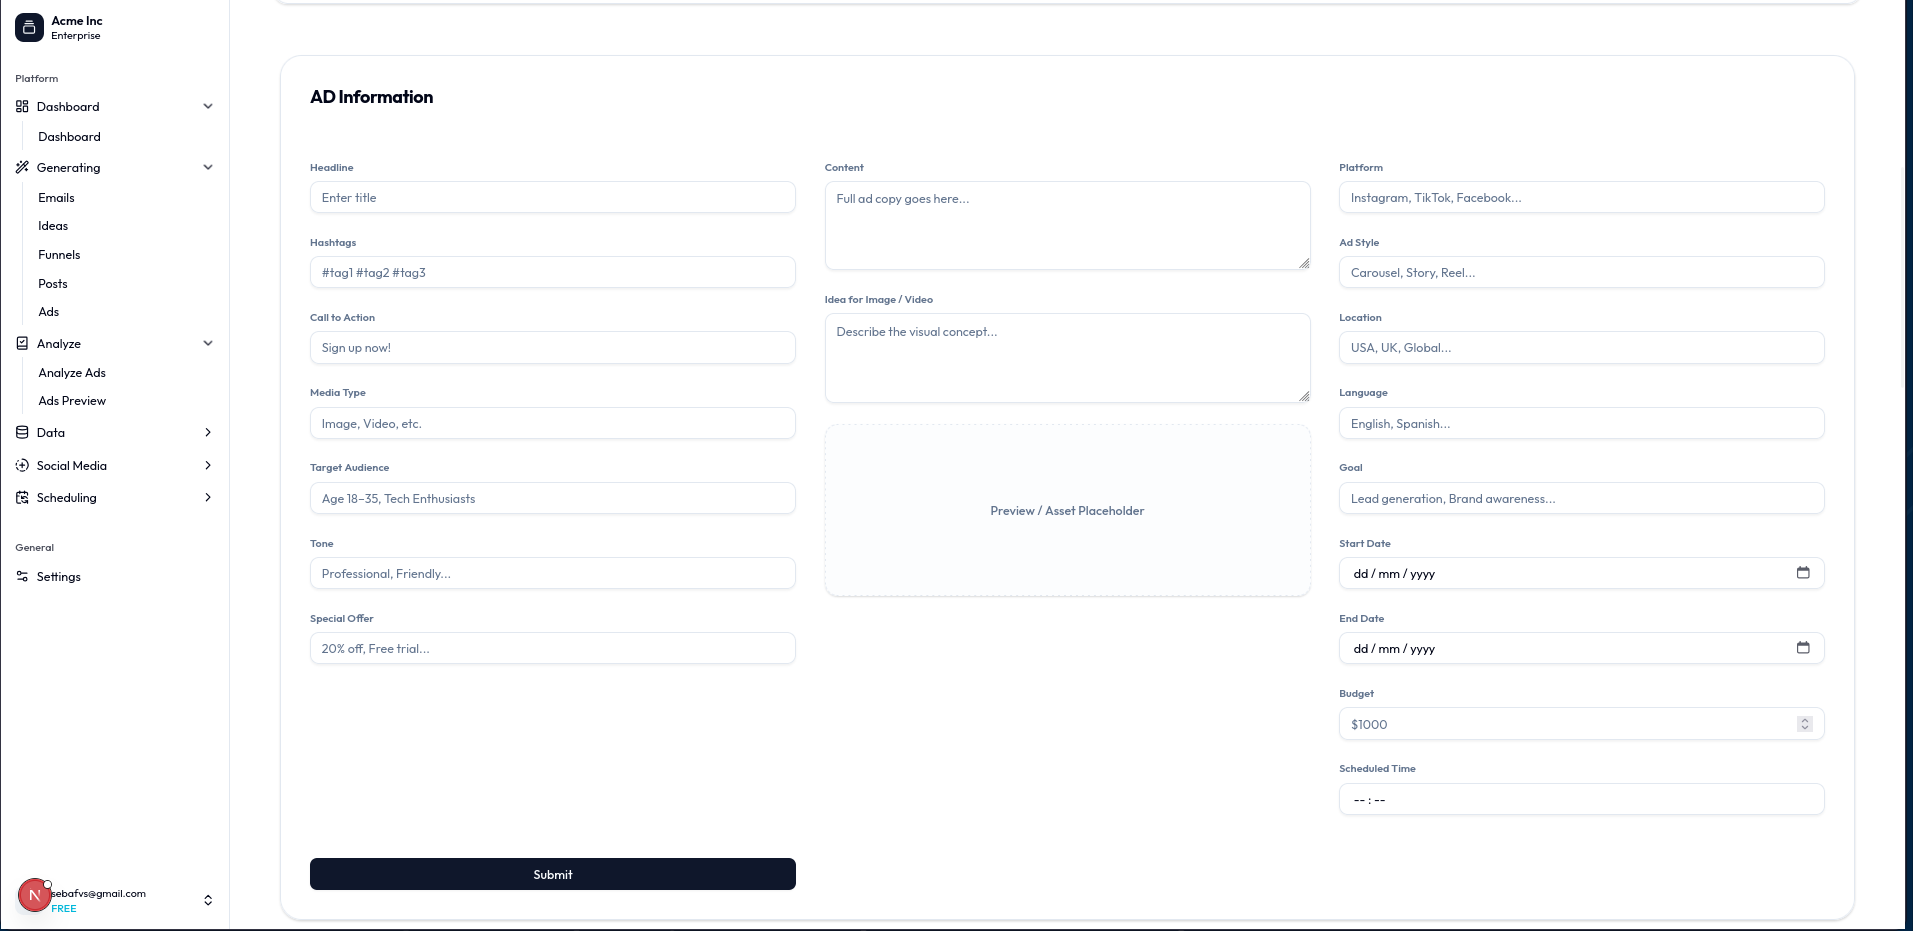 Acme Inc
Enterprise
Platform
Dashboard
Dashboard
Generating
Emails
Ideas
Funnels
Posts
Ads
Analyze
Analyze Ads
Ads Preview
Data
Social Media
Scheduling
General
Settings
N
sebafvs@gmail.com
FREE
AD Information
Headline
Enter title
Hashtags
#tag1 #tag2 #tag3
Call to Action
Sign up now!
Media Type
Image, Video, etc.
Target Audience
Age 18–35, Tech Enthusiasts
Tone
Professional, Friendly...
Special Offer
20% off, Free trial...
Content
Full ad copy goes here...
Idea for Image / Video
Describe the visual concept...
Preview / Asset Placeholder
Platform
Instagram, TikTok, Facebook...
Ad Style
Carousel, Story, Reel...
Location
USA, UK, Global...
Language
English, Spanish...
Goal
Lead generation, Brand awareness...
Start Date
dd / mm / yyyy
End Date
dd / mm / yyyy
Budget
$1000
Scheduled Time
-- : --
Submit